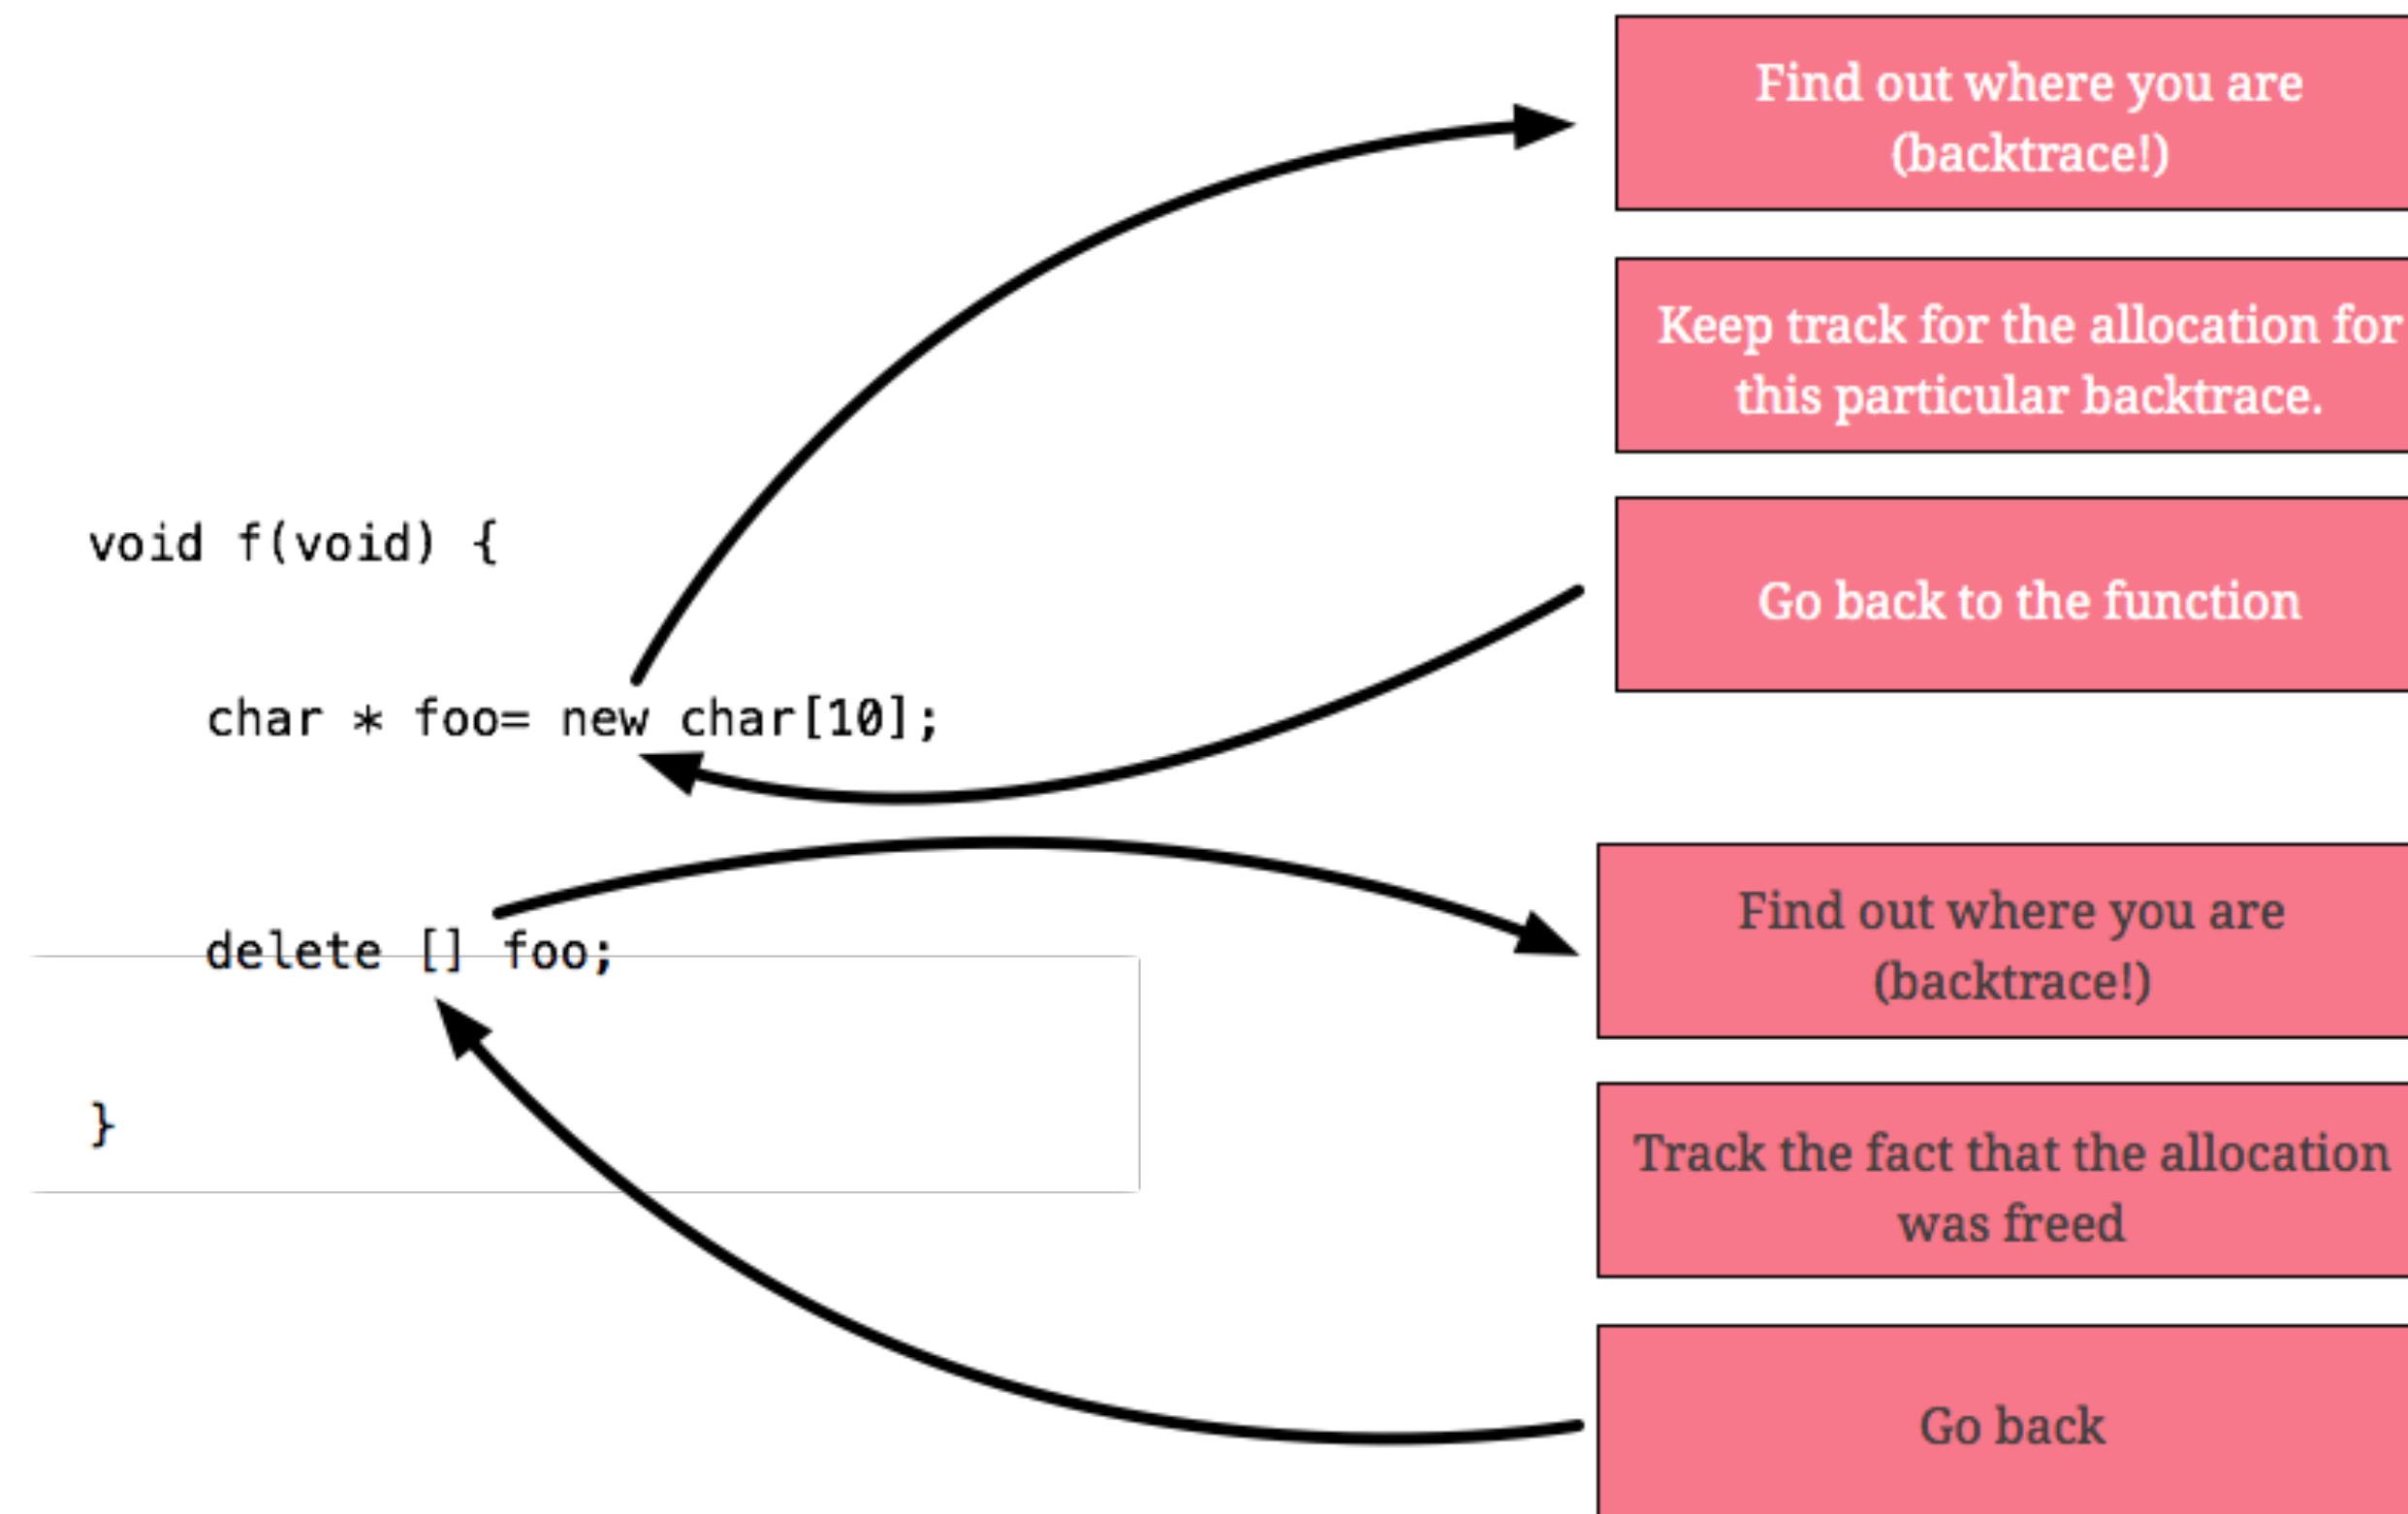 void f(void) {
char * foo= new char[10];
delete [] foo;
}
Find out where you are
(backtrace!)
Keep track for the allocation for
this particular backtrace.
Go back to the function
Find out where you are
(backtrace!)
Track the fact that the allocation
was freed
Go back